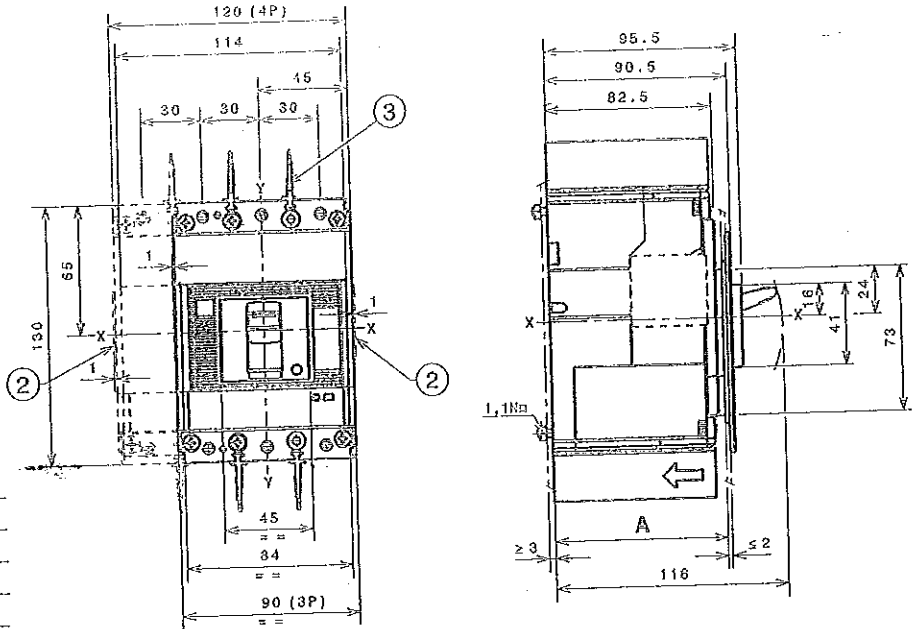 120 (4P)
114
45
30
30
30
3
Y
65
130
1
1
X
X
2
2
1
Y
45
= =
84
= =
90 (3P)
= =
95.5
90.5
82.5
X
X
16
24
41
73
1,1Nm
A
≥ 3
≤ 2
116